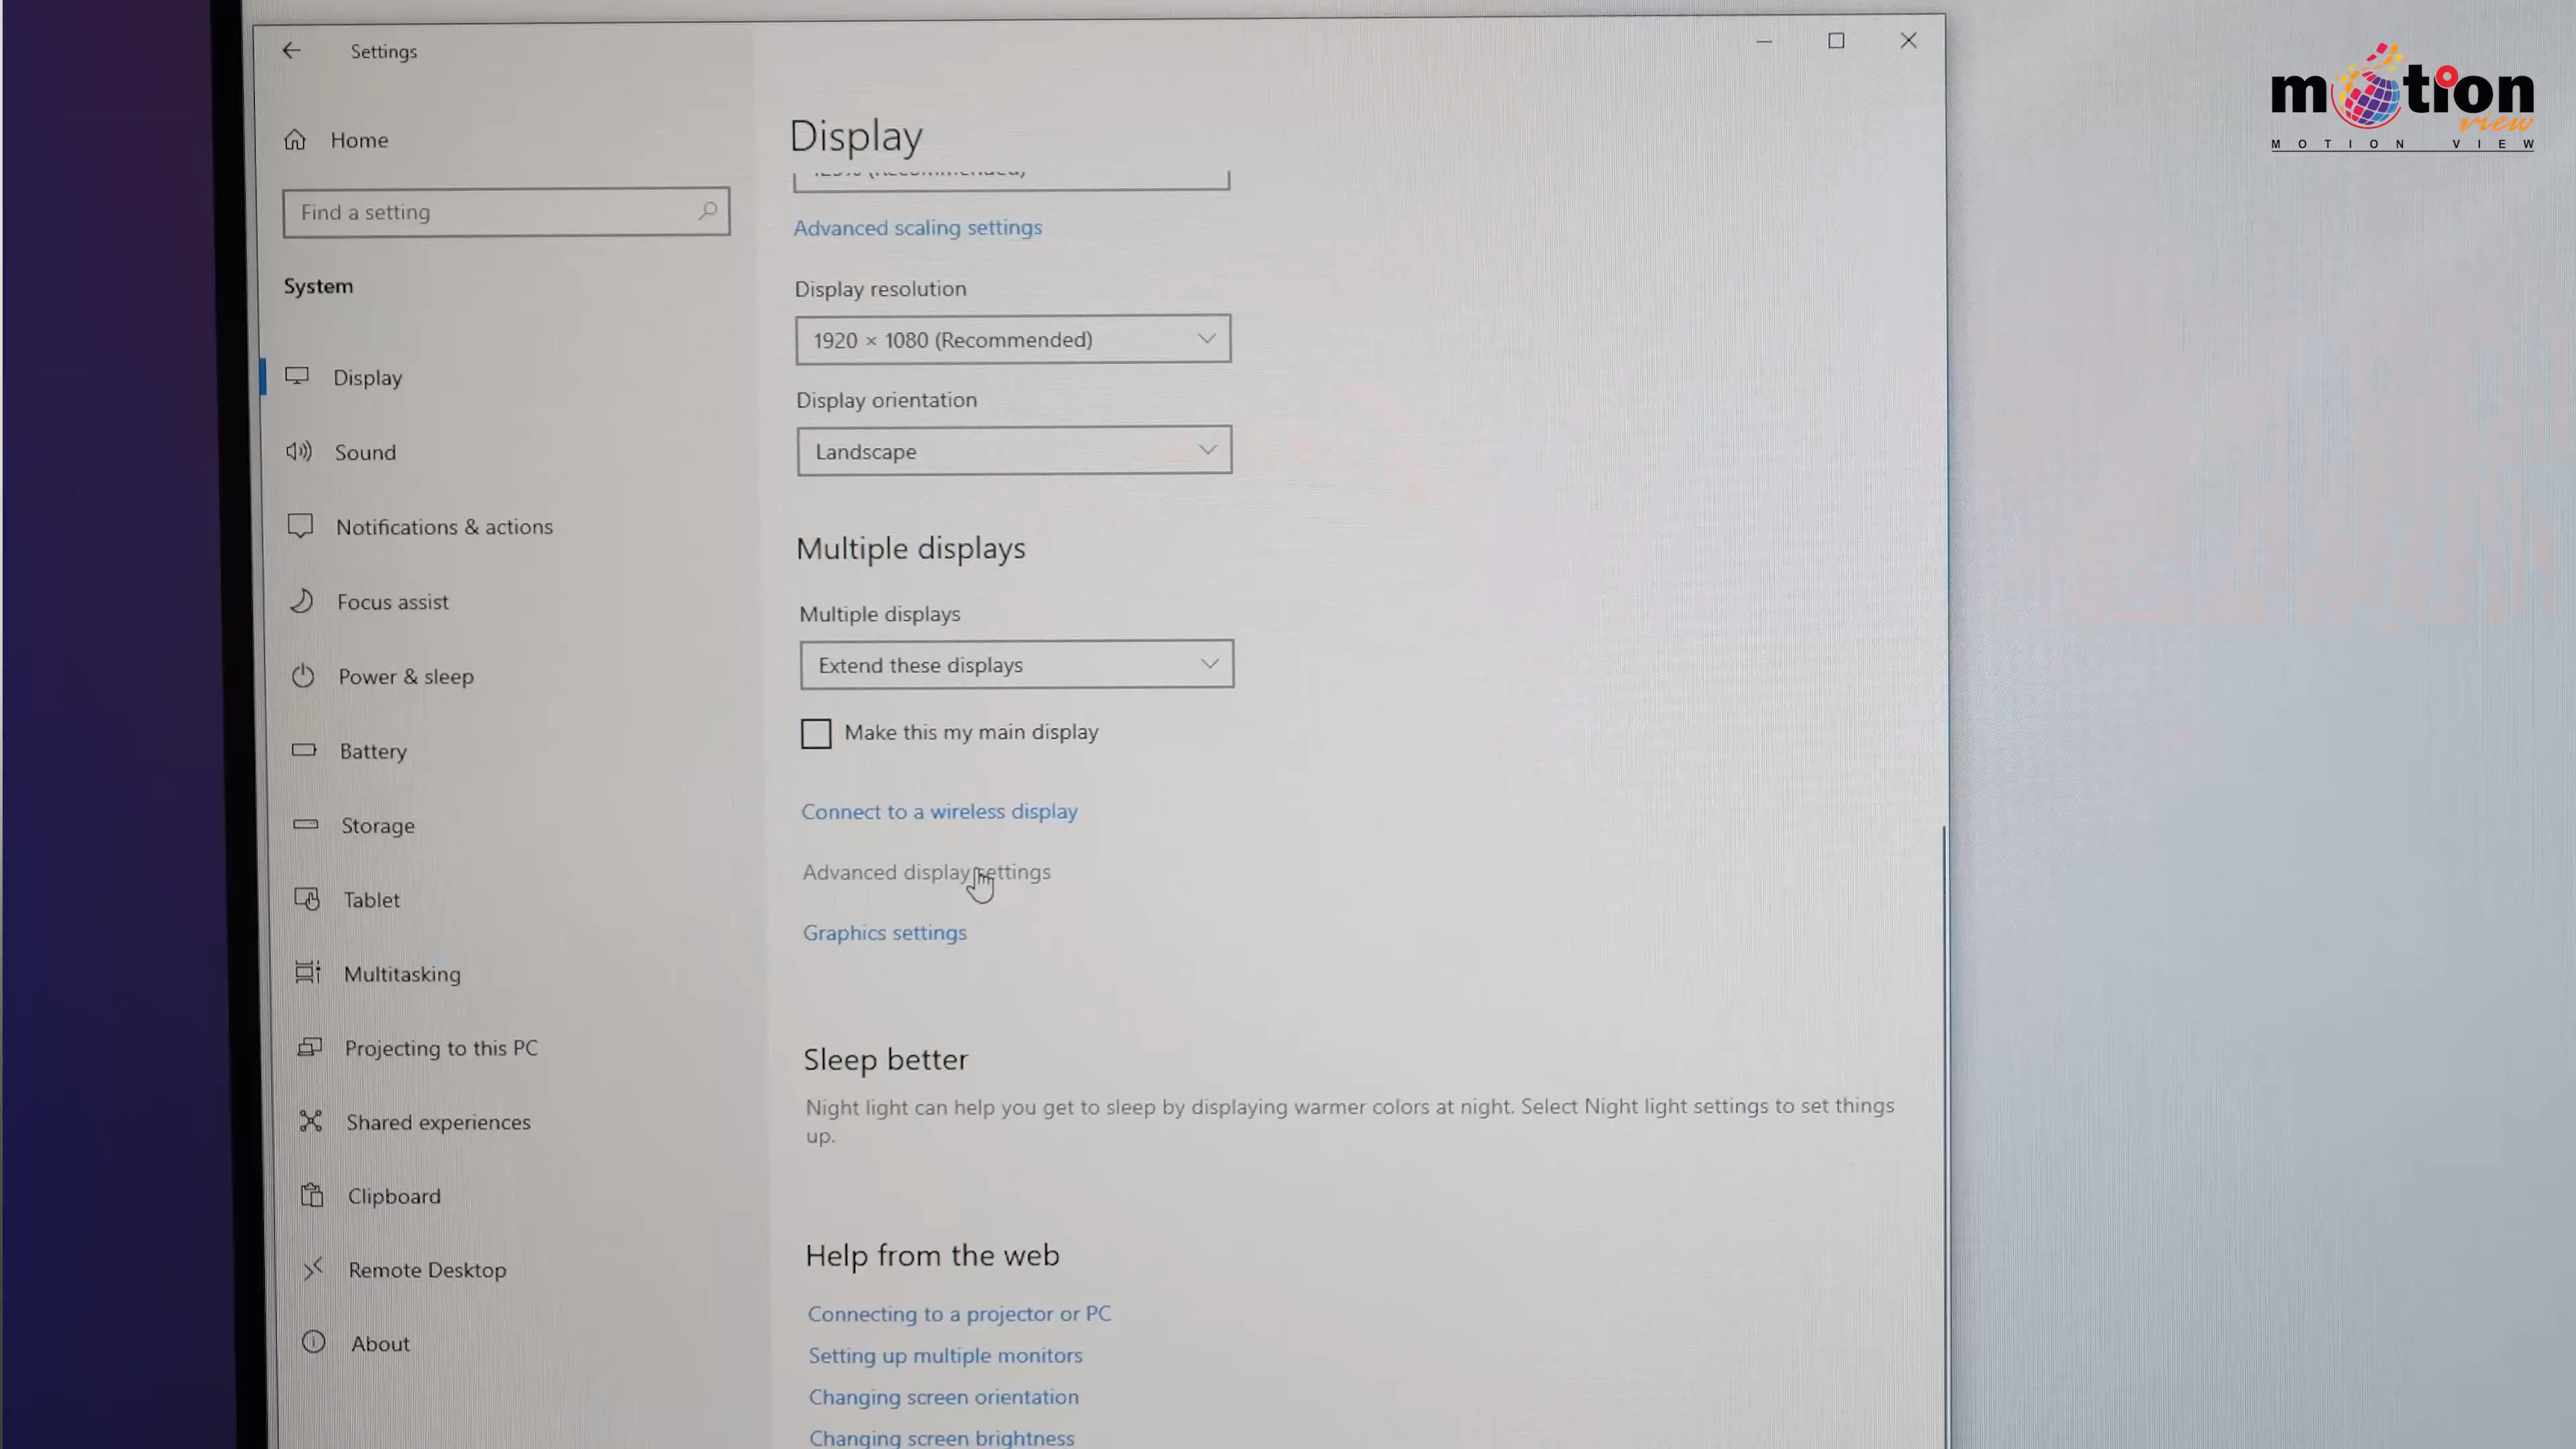 Settings
motion
view
MOTION VIEW
Home
Find a setting
System
Display
Sound
Notifications & actions
Focus assist
Power & sleep
Battery
Storage
Tablet
Multitasking
Projecting to this PC
Shared experiences
Clipboard
Remote Desktop
About
Display
(Recommended)
Advanced scaling settings
Display resolution
1920 × 1080 (Recommended)
Display orientation
Landscape
Multiple displays
Multiple displays
Extend these displays
Make this my main display
Connect to a wireless display
Advanced display settings
Graphics settings
Sleep better
Night light can help you get to sleep by displaying warmer colors at night. Select Night light settings to set things
up.
Help from the web
Connecting to a projector or PC
Setting up multiple monitors
Changing screen orientation
Changing screen brightness